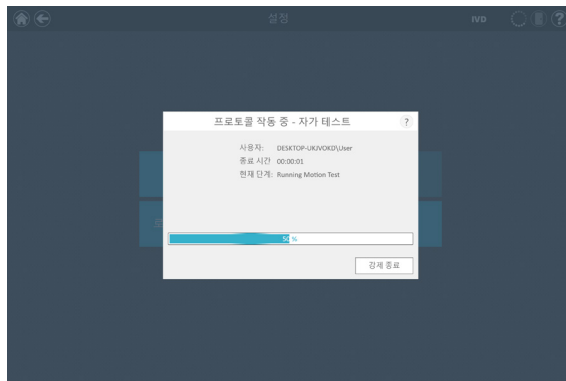 설정
IVD
?
프로토콜 작동 중 - 자가 테스트
?
사용자: DESKTOP-UKJVOKD\User
종료 시간 00:00:01
현재 단계: Running Motion Test
50 %
강제 종료